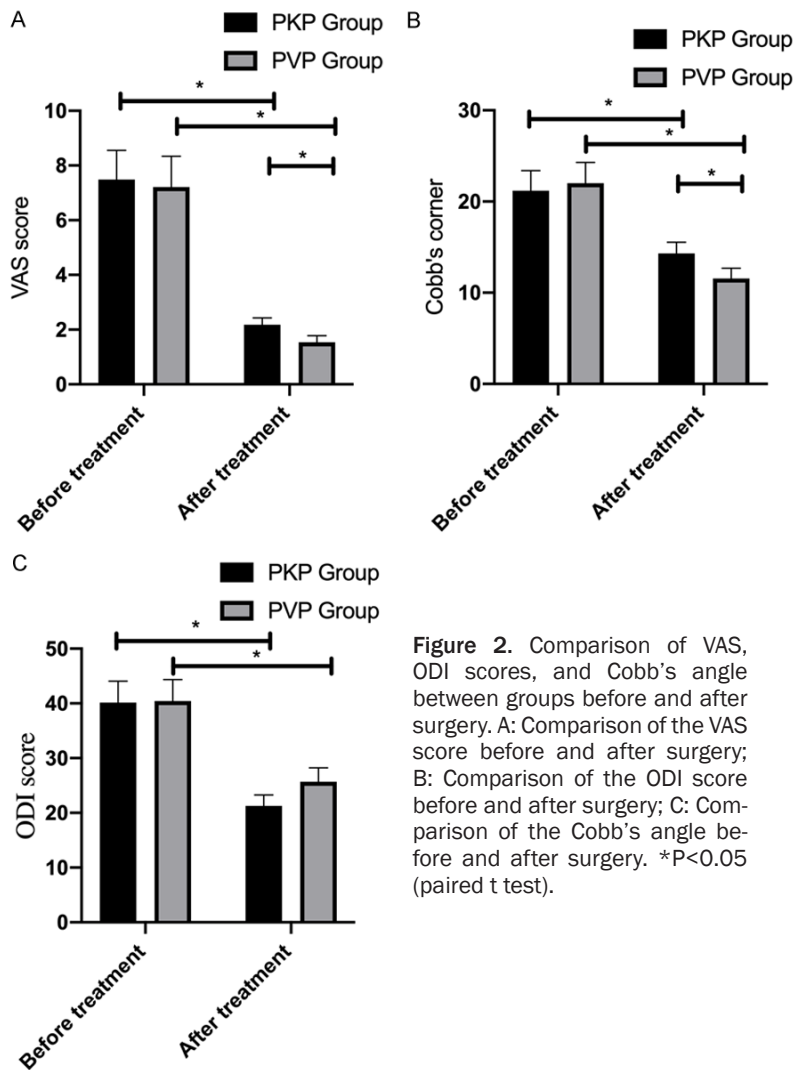 A
PKP Group
PVP Group
VAS score
10
8
6
4
2
0
*
*
*
Before treatment
After treatment
B
PKP Group
PVP Group
Cobb's corner
30
20
10
0
*
*
*
Before treatment
After treatment
C
PKP Group
PVP Group
ODI score
50
40
30
20
10
0
*
*
Before treatment
After treatment
Figure 2. Comparison of VAS,
ODI scores, and Cobb's angle
between groups before and after
surgery. A: Comparison of the VAS
score before and after surgery;
B: Comparison of the ODI score
before and after surgery; C: Com-
parison of the Cobb's angle be-
fore and after surgery. *P<0.05
(paired t test).